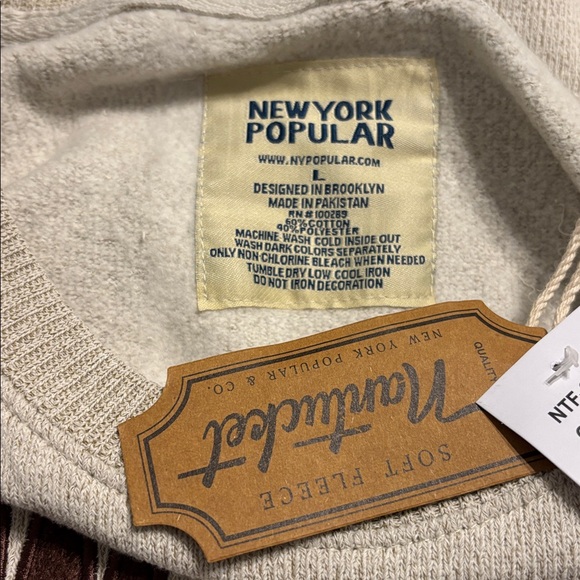 NEW YORK
POPULAR
WWW.NYPOPULAR.COM
L
DESIGNED IN BROOKLYN
MADE IN PAKISTAN
RN # 100289
60% COTTON
40% POLYESTER
MACHINE WASH COLD INSIDE OUT
WASH DARK COLORS SEPARATELY
ONLY NON-CHLORINE BLEACH WHEN NEEDED
TUMBLE DRY LOW COOL IRON
DO NOT IRON DECORATION
SOFT FLEECE
Nantucket
NEW YORK POPULAR & CO.
QUALITY
NTF